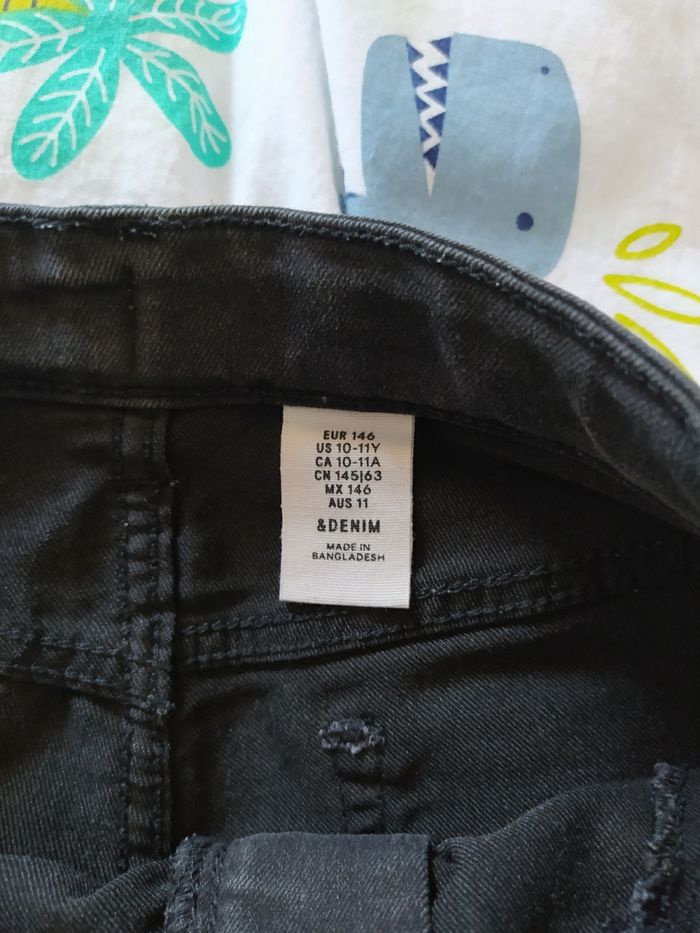 EUR 146
US 10-11Y
CA 10-11A
CN 145|63
MX 146
AUS 11
&DENIM
MADE IN
BANGLADESH